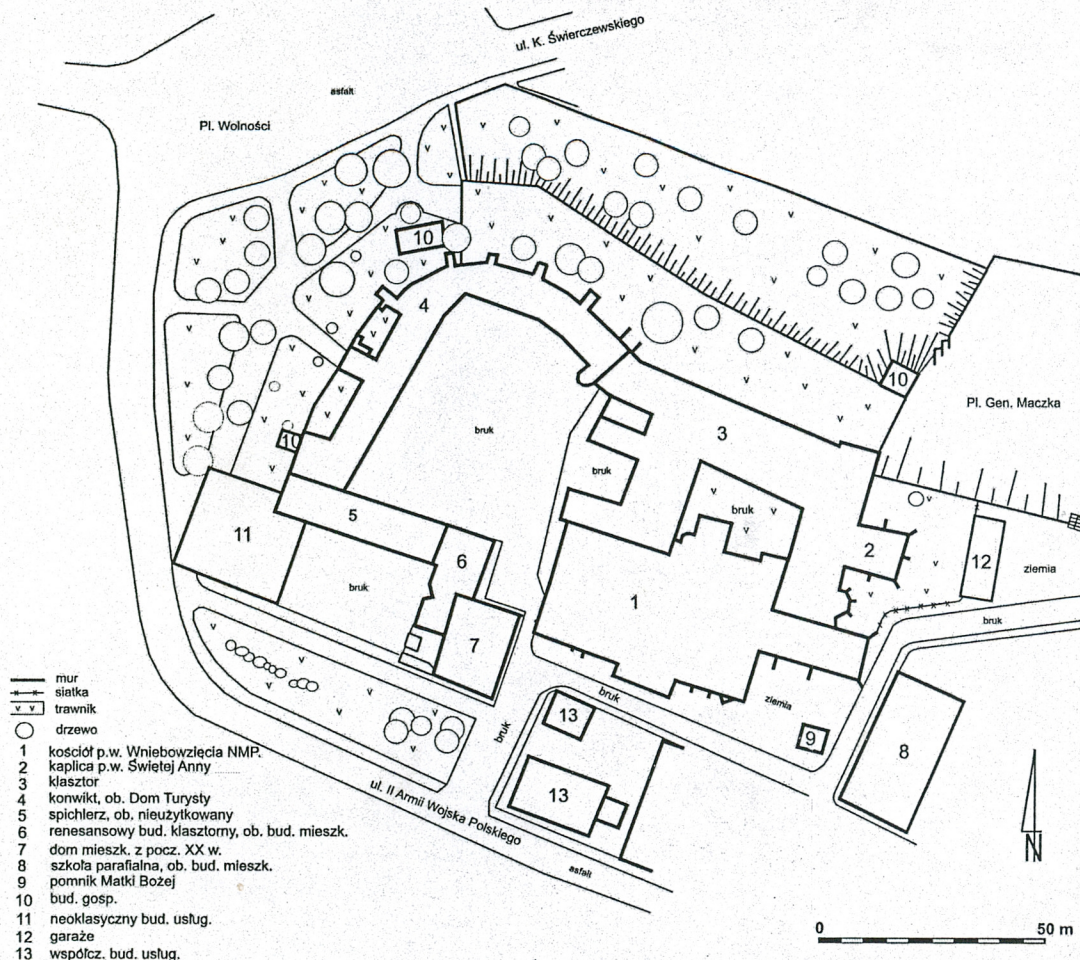 ul. K. Świerczewskiego
asfalt
Pl. Wolności
10
4
10
Pl. Gen. Maczka
3
bruk
10
bruk
bruk
5
11
6
2
12
ziemia
bruk
1
bruk
7
bruk
ziemia
13
9
8
bruk
13
ul. II Armii Wojska Polskiego
asfalt
mur
siatka
v v trawnik
drzewo
1 kościół p.w. Wniebowzięcia NMP.
2 kaplica p.w. Świętej Anny
3 klasztor
4 konwikt, ob. Dom Turysty
5 spichlerz, ob. nieużytkowany
6 renesansowy bud. klasztorny, ob. bud. mieszk.
7 dom mieszk. z pocz. XX w.
8 szkoła parafialna, ob. bud. mieszk.
9 pomnik Matki Bożej
10 bud. gosp.
11 neoklasyczny bud. usług.
12 garaże
13 współcz. bud. usług.
N
0 50 m